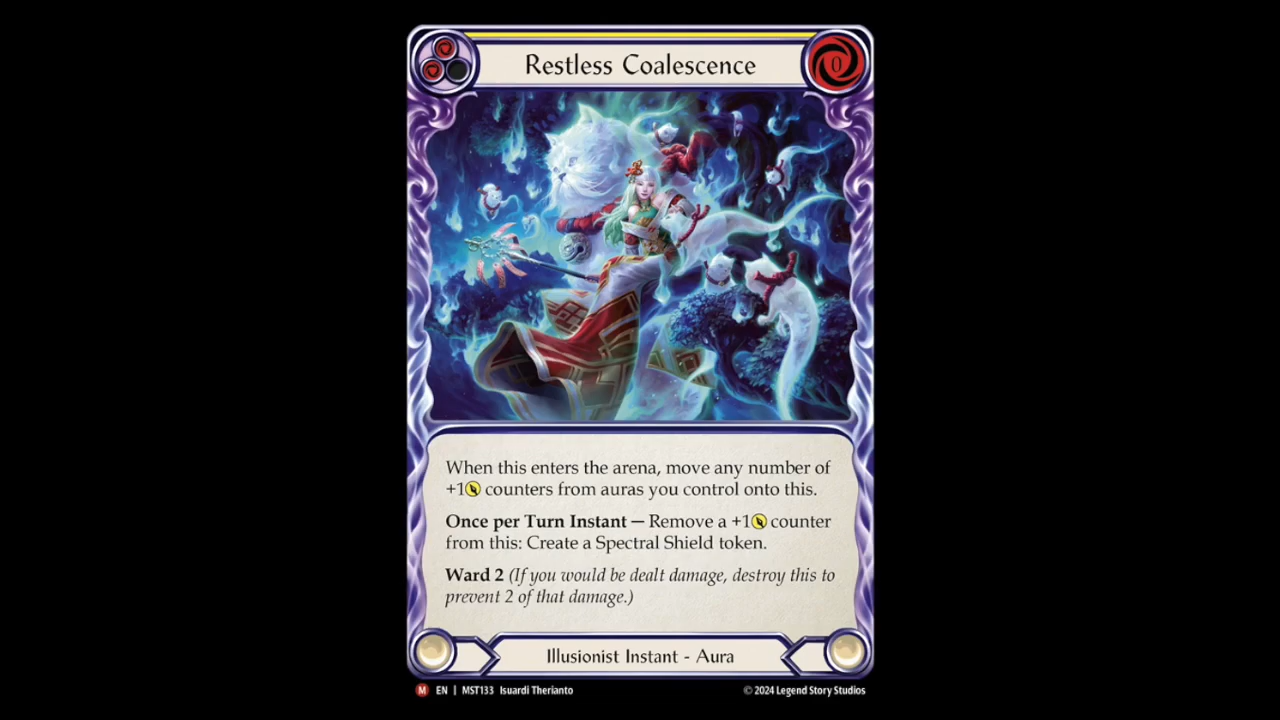 Restless Coalescence
0
When this enters the arena, move any number of
+1 counters from auras you control onto this.
Once per Turn Instant — Remove a +1 counter
from this: Create a Spectral Shield token.
Ward 2 (If you would be dealt damage, destroy this to
prevent 2 of that damage.)
Illusionist Instant - Aura
M EN | MST133 Isuardi Therianto
© 2024 Legend Story Studios